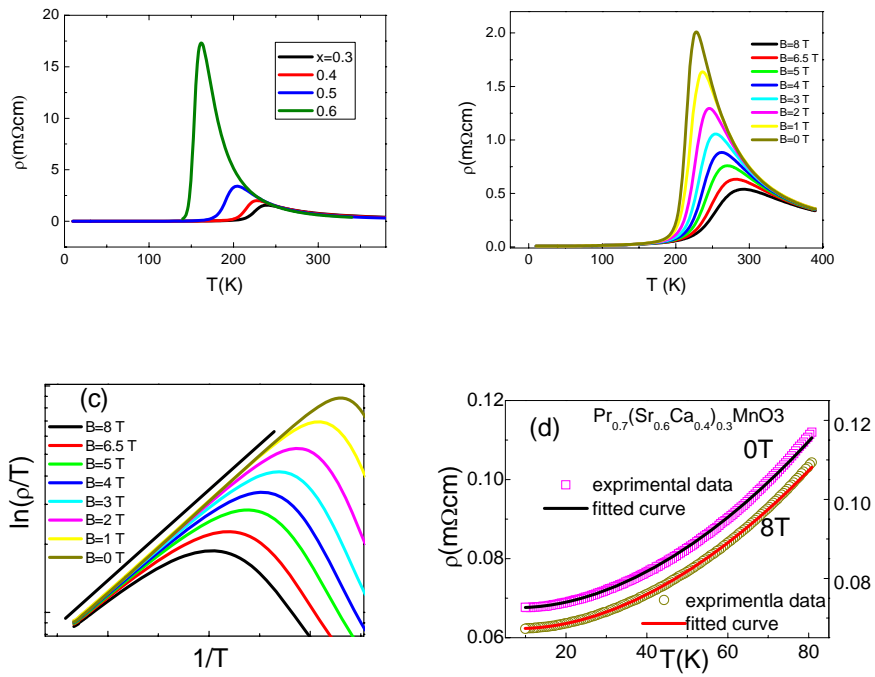 ρ(mΩcm)
20
15
10
5
0
0
100
200
300
T(K)
x=0.3
0.4
0.5
0.6
ρ(mΩcm)
2.0
1.5
1.0
0.5
0.0
0
100
200
300
400
T (K)
B=8 T
B=6.5 T
B=5 T
B=4 T
B=3 T
B=2 T
B=1 T
B=0 T
(c)
ln(ρ/T)
B=8 T
B=6.5 T
B=5 T
B=4 T
B=3 T
B=2 T
B=1 T
B=0 T
1/T
(d)
Pr0.7(Sr0.6Ca0.4)0.3MnO3
ρ(mΩcm)
0.12
0.10
0.08
0.06
0T
exprimental data
fitted curve
8T
exprimentla data
fitted curve
0.12
0.10
0.08
20
40
60
80
T(K)